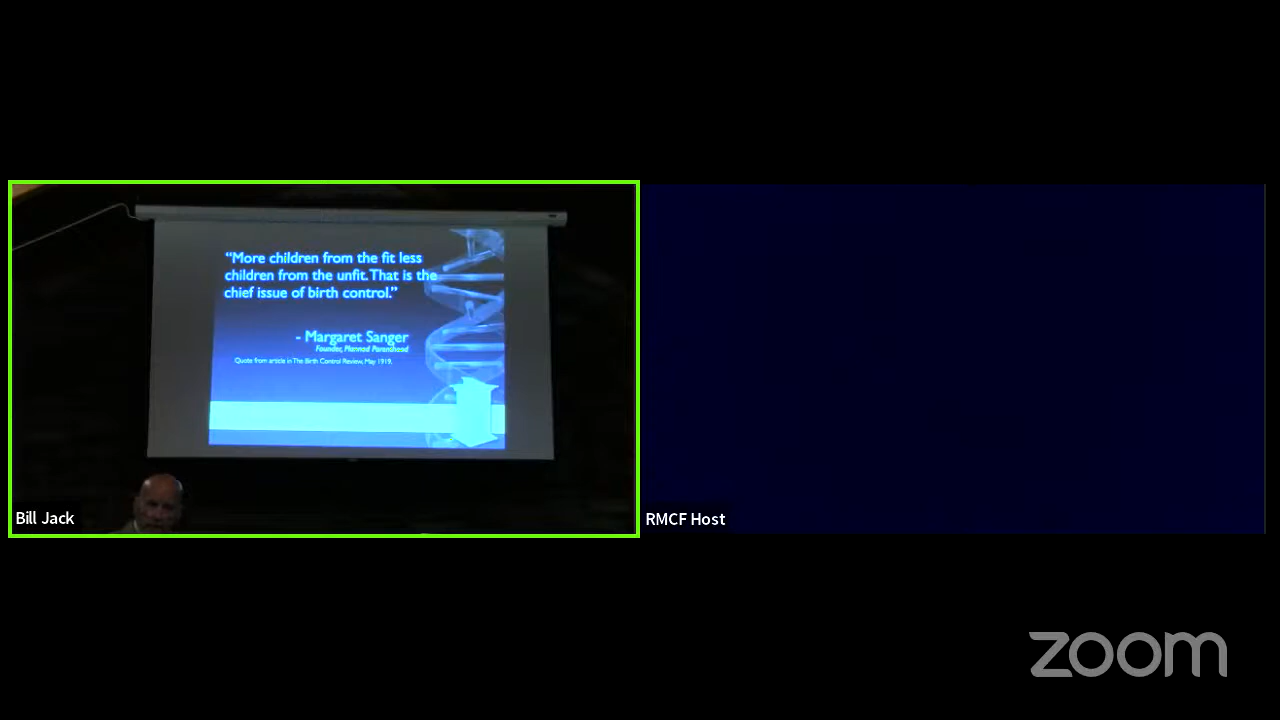 “More children from the fit less
children from the unfit. That is the
chief issue of birth control.”
- Margaret Sanger
Founder, Planned Parenthood
Quote from article in The Birth Control Review, May 1919.
Bill Jack
RMCF Host
zoom